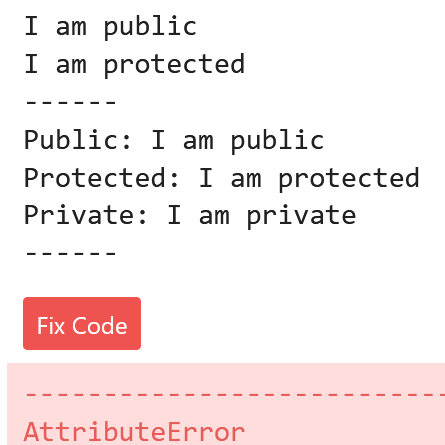 I am public
I am protected
------
Public: I am public
Protected: I am protected
Private: I am private
------
Fix Code
---------------------------
AttributeError